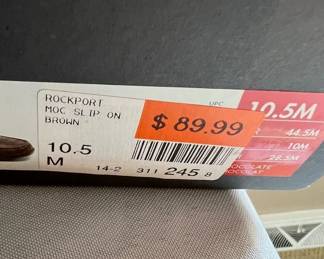 ROCKPORT
MOC SLIP ON
BROWN
$ 89.99
10.5
M
14-2 311 245 8
UPC
10.5M
44.5M
10M
28.5M